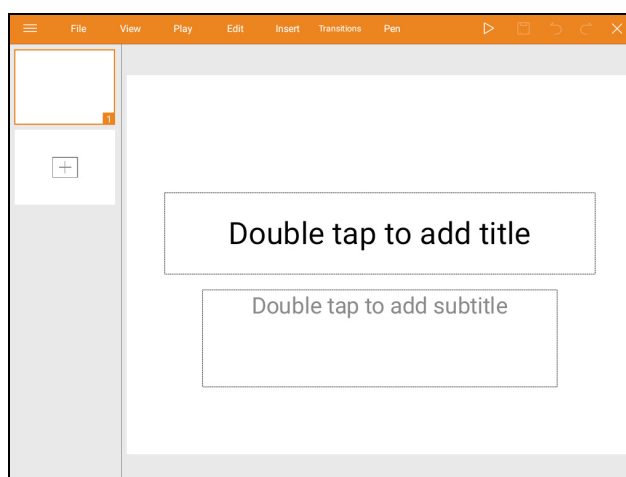 File View Play Edit Insert Transitions Pen
1
Double tap to add title
Double tap to add subtitle